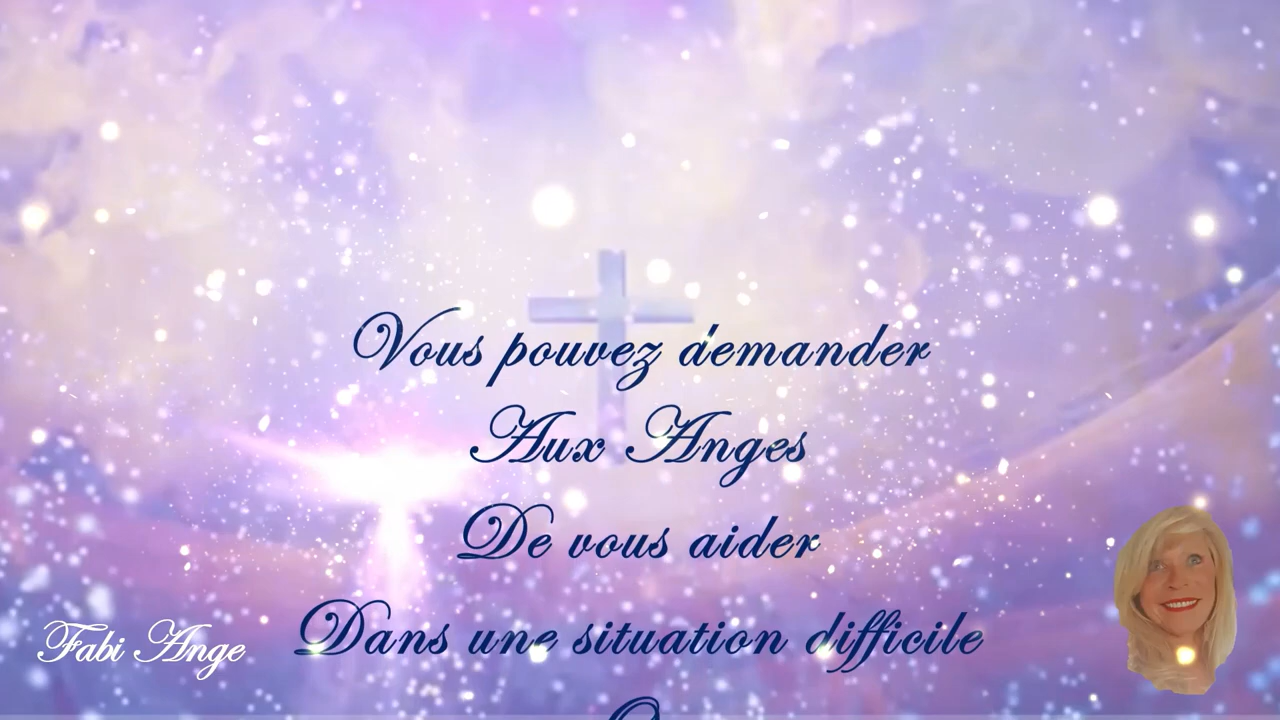 Vous pouvez demander
Aux Anges
De vous aider
Dans une situation difficile
Fabi Ange